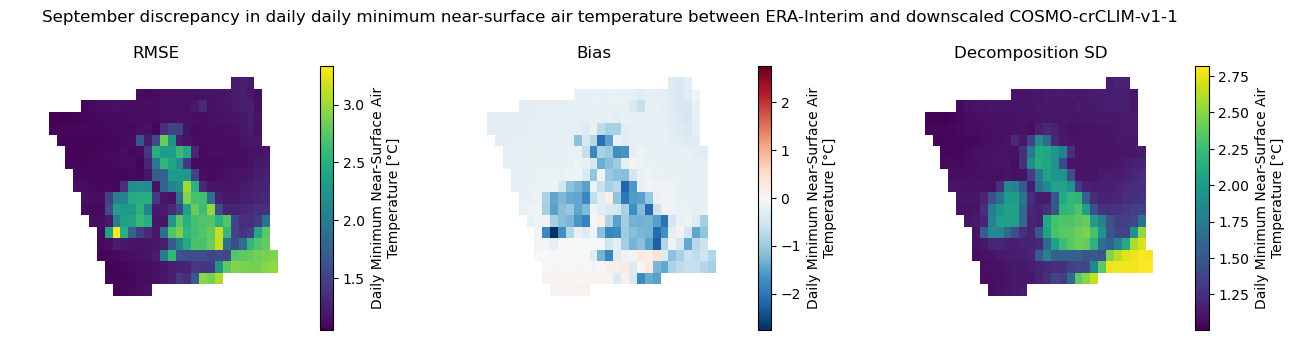 September discrepancy in daily daily minimum near-surface air temperature between ERA-Interim and downscaled COSMO-crCLIM-v1-1
RMSE
3.0
2.5
2.0
1.5
Daily Minimum Near-Surface Air
Temperature [°C]
Bias
2
1
0
−1
−2
Daily Minimum Near-Surface Air
Temperature [°C]
Decomposition SD
2.75
2.50
2.25
2.00
1.75
1.50
1.25
Daily Minimum Near-Surface Air
Temperature [°C]